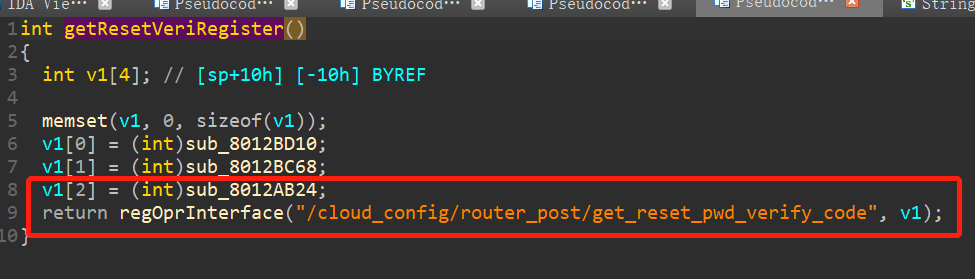 IDA Vie···
Pseudocod···
Pseudocod···
Pseudocod···
Pseudocod···
String
1 int getResetVeriRegister()
2 {
3 int v1[4]; // [sp+10h] [-10h] BYREF
4
5 memset(v1, 0, sizeof(v1));
6 v1[0] = (int)sub_8012BD10;
7 v1[1] = (int)sub_8012BC68;
8 v1[2] = (int)sub_8012AB24;
9 return regOprInterface("/cloud_config/router_post/get_reset_pwd_verify_code", v1);
10 }